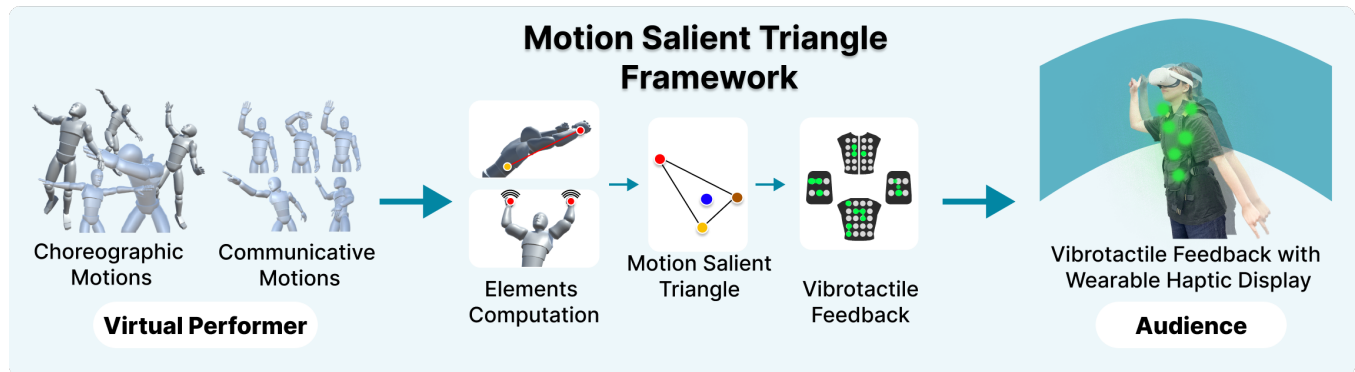 Motion Salient Triangle
Framework
Choreographic
Motions
Communicative
Motions
Virtual Performer
Elements
Computation
Motion Salient
Triangle
Vibrotactile
Feedback
Vibrotactile Feedback with
Wearable Haptic Display
Audience